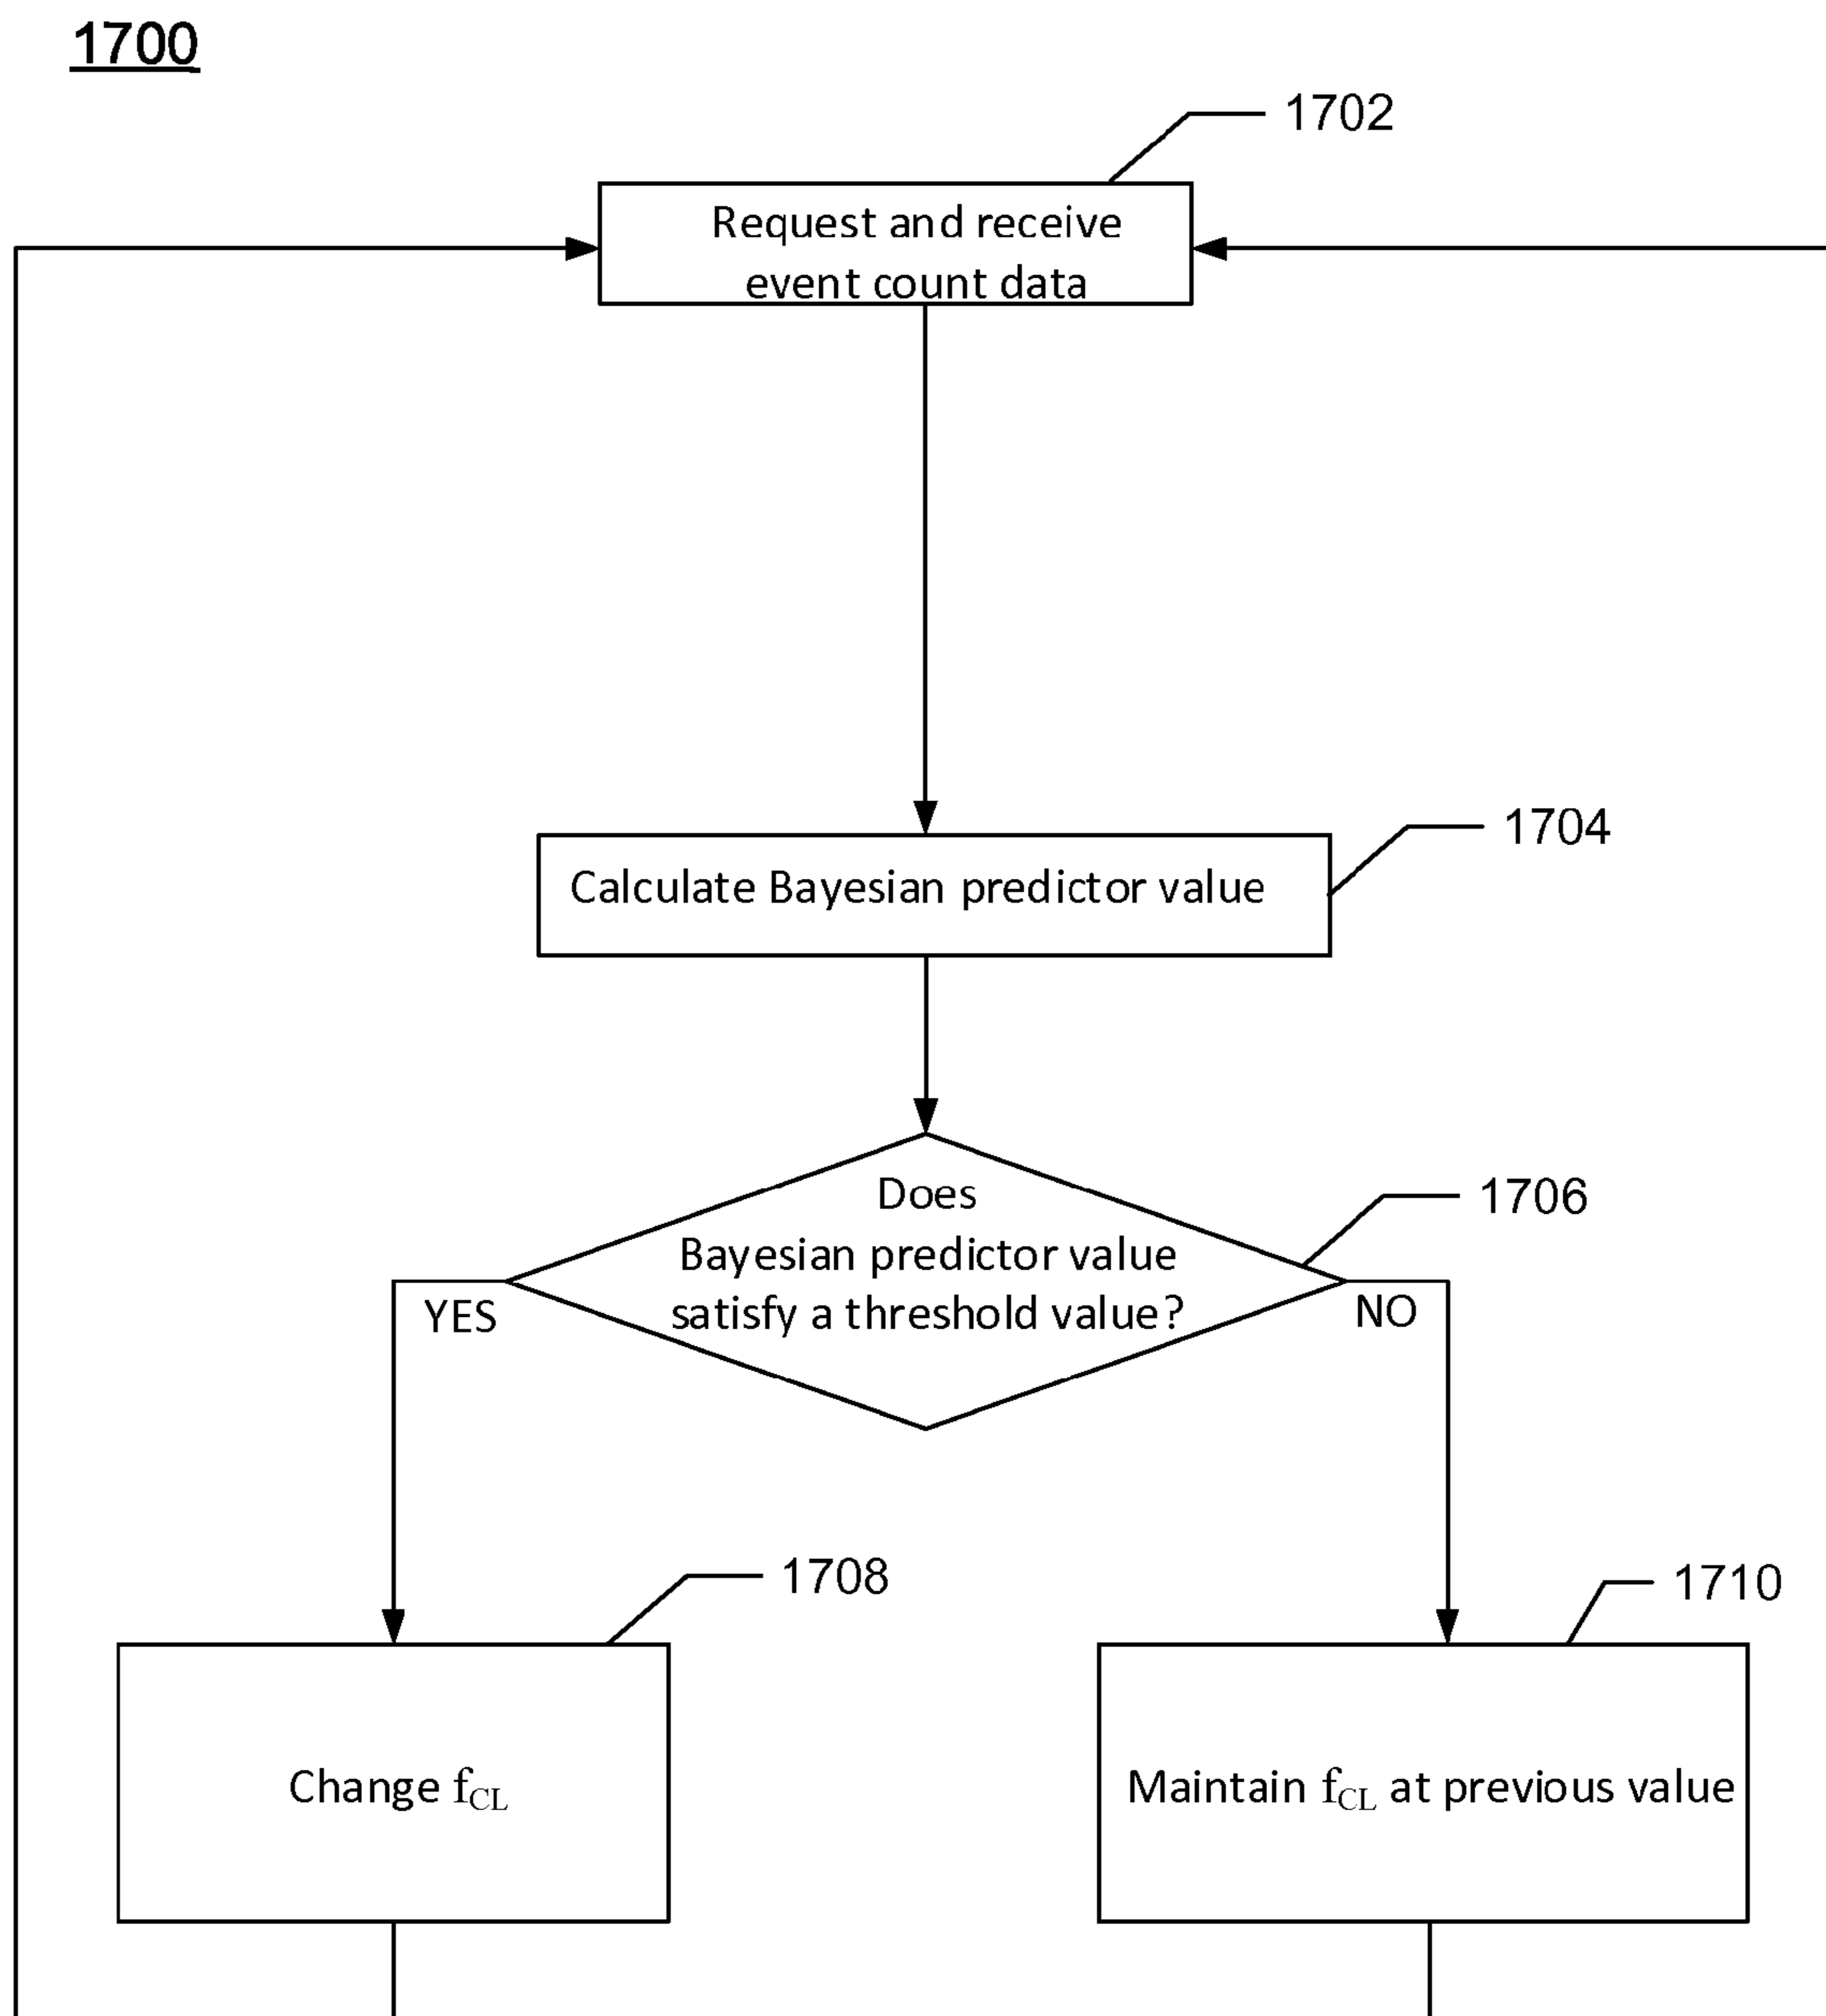 1700
1702
Request and receive
event count data
1704
Calculate Bayesian predictor value
1706
Does
Bayesian predictor value
satisfy a threshold value?
YES
NO
1708
1710
Change fCL
Maintain fCL at previous value